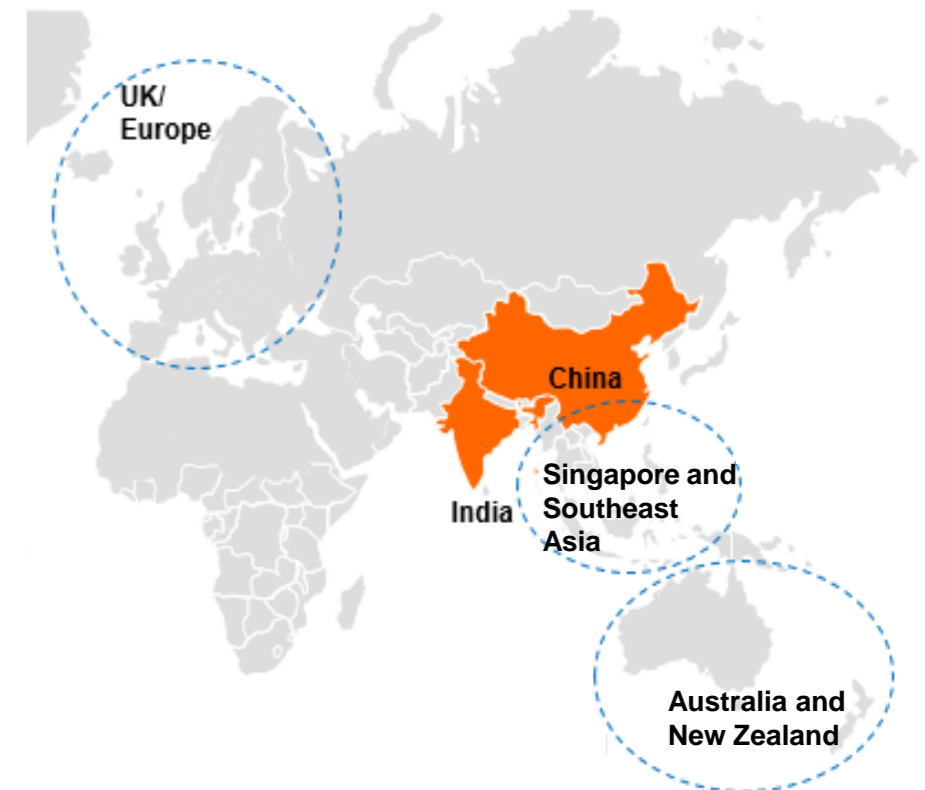 UK/
Europe
China
Singapore and
Southeast
Asia
India
Australia and
New Zealand